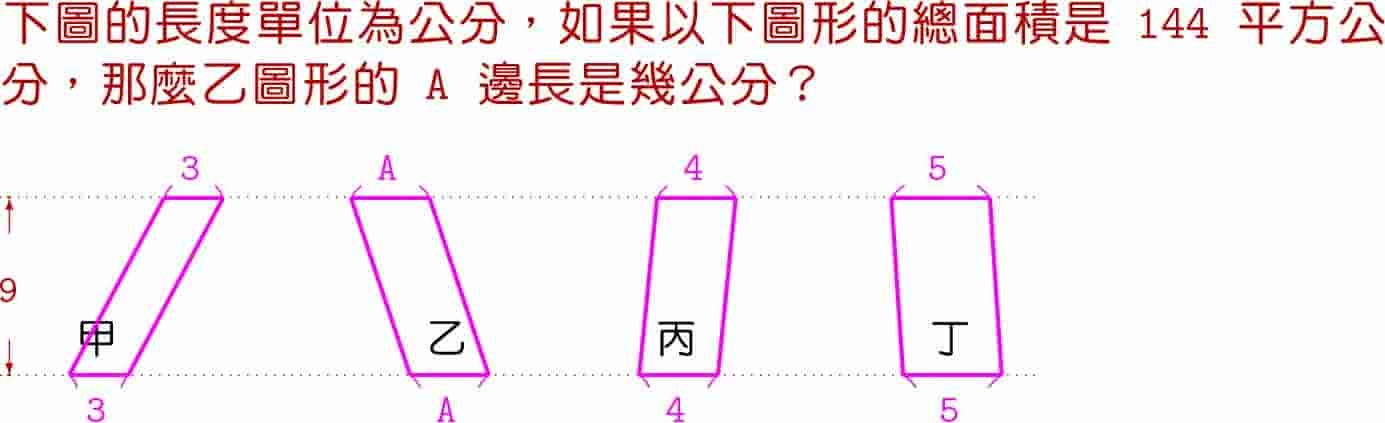 下圖的長度單位為公分，如果以下圖形的總面積是 144 平方公
分，那麼乙圖形的 A 邊長是幾公分？
3 A 4 5
9
甲 乙 丙 丁
3 A 4 5